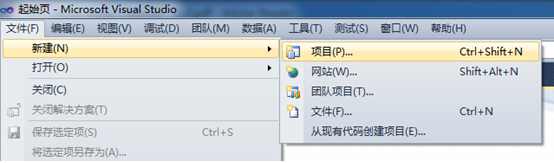 起始页 - Microsoft Visual Studio
文件(F) 编辑(E) 视图(V) 调试(D) 团队(M) 数据(A) 工具(T) 测试(S) 窗口(W) 帮助(H)
新建(N)
打开(O)
关闭(C)
关闭解决方案(T)
保存选定项(S) Ctrl+S
将选定项另存为(A)...
项目(P)... Ctrl+Shift+N
网站(W)... Shift+Alt+N
团队项目(T)...
文件(F)... Ctrl+N
从现有代码创建项目(E)...